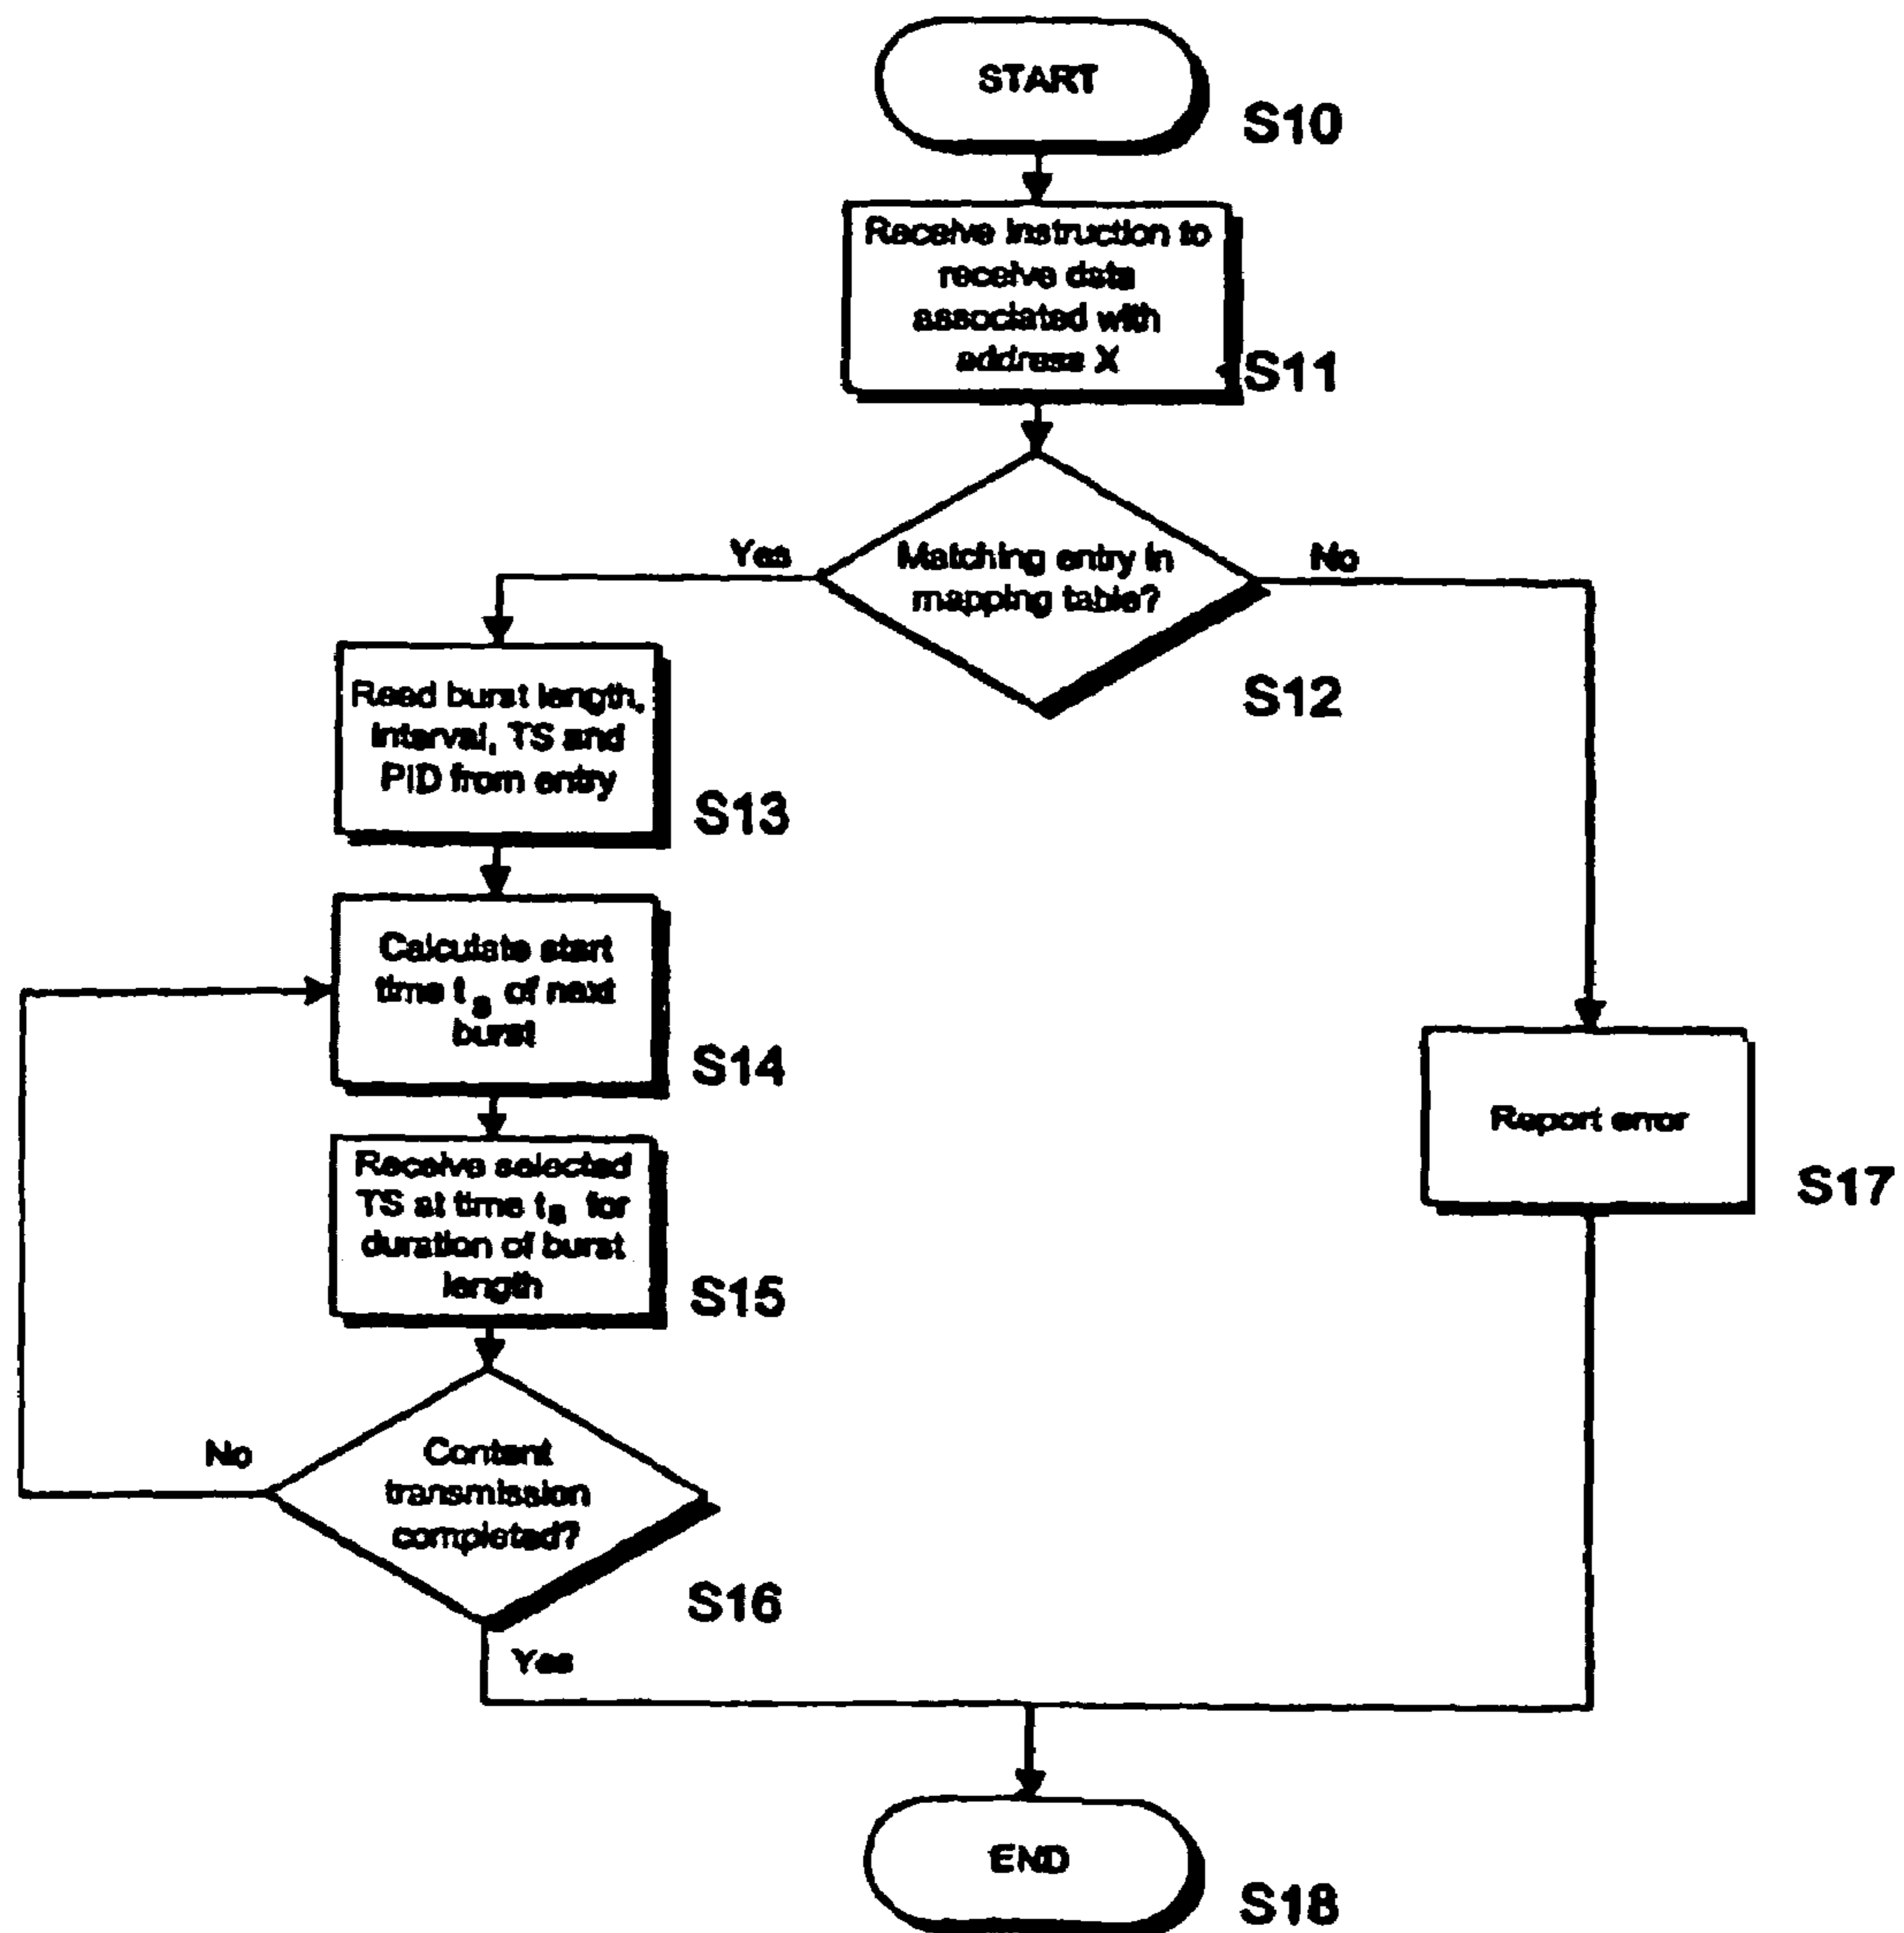 START
S10
Receive instruction to
receive data
associated with
address X
S11
Matching entry in
mapping table?
Yes
No
S12
Read burst length,
interval, TS and
PID from entry
S13
Calculate start
time t s of next
burst
S14
Receive selected
TS at time t s for
duration of burst
length
S15
Report error
S17
Content
transmission
completed?
No
S16
Yes
END
S18